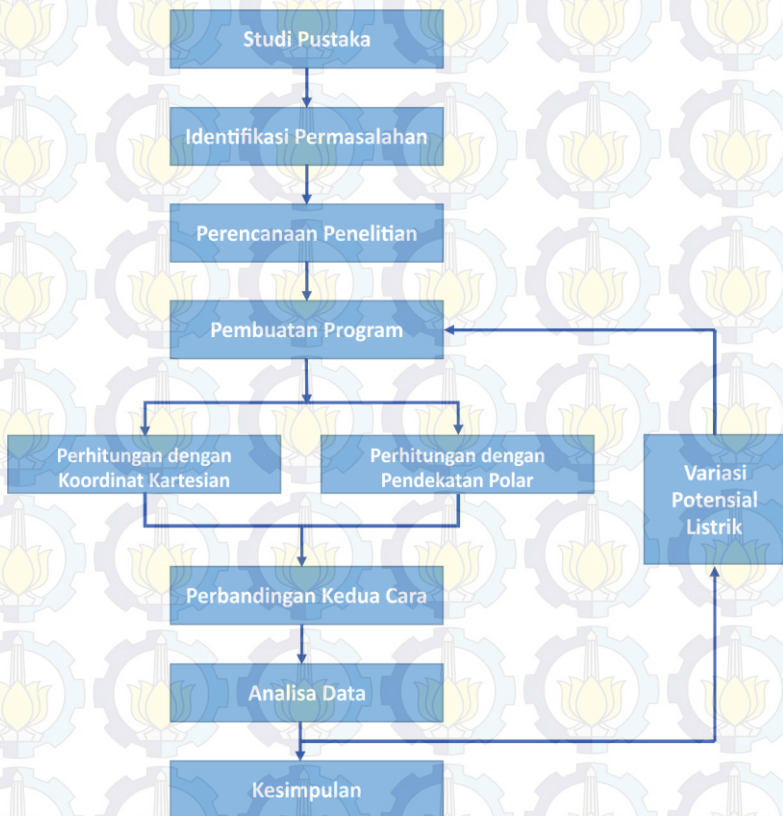 Studi Pustaka
Identifikasi Permasalahan
Perencanaan Penelitian
Pembuatan Program
Perhitungan dengan
Koordinat Kartesian
Perhitungan dengan
Pendekatan Polar
Variasi
Potensial
Listrik
Perbandingan Kedua Cara
Analisa Data
Kesimpulan